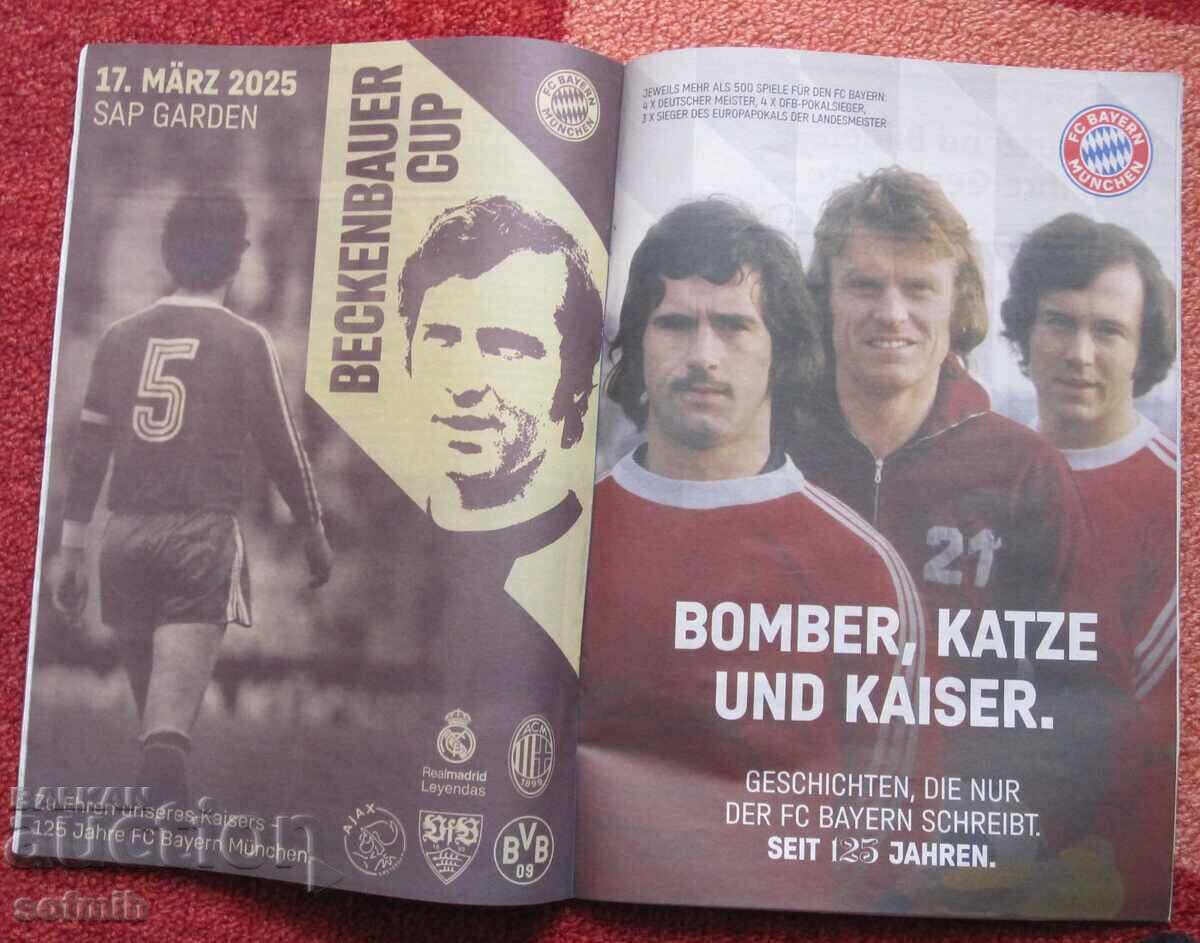 17. MÄRZ 2025
SAP GARDEN
BECKENBAUER
CUP
FC BAYERN
MÜNCHEN
5
Realmadrid
Leyendas
ACM
1899
AJAX
VfB
BVB
09
Zu Ehren unseres Kaisers
125 Jahre FC Bayern München.
JEWEILS MEHR ALS 500 SPIELE FÜR DEN FC BAYERN:
4 X DEUTSCHER MEISTER, 4 X DFB-POKALSIEGER,
3 X SIEGER DES EUROPAPOKALS DER LANDESMEISTER
FC BAYERN
MÜNCHEN
21
BOMBER, KATZE
UND KAISER.
GESCHICHTEN, DIE NUR
DER FC BAYERN SCHREIBT.
SEIT 125 JAHREN.
BALKAN
auction
sotmih